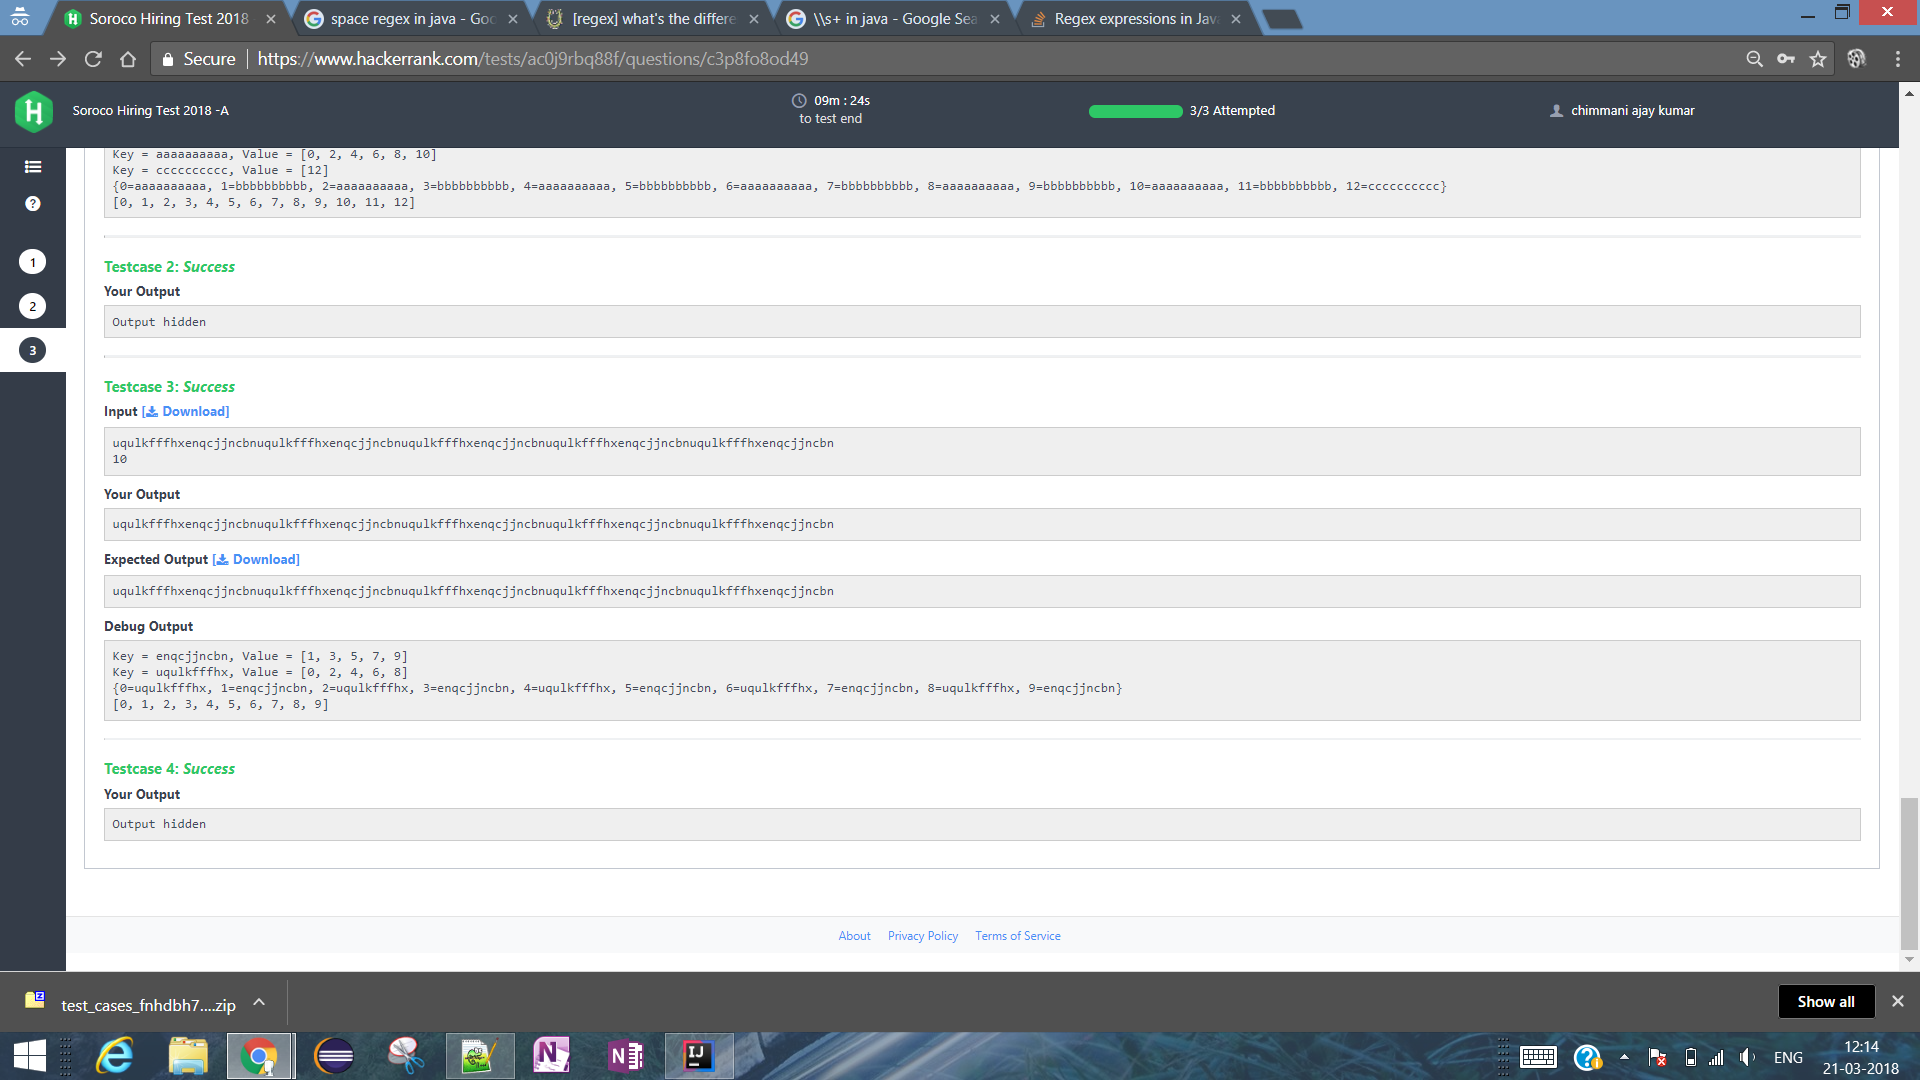 Soroco Hiring Test 2018
space regex in java - Goo
[regex] what's the differe
\\s+ in java - Google Sea
Regex expressions in Java
Secure
https://www.hackerrank.com/tests/ac0j9rbq88f/questions/c3p8fo8od49
H
Soroco Hiring Test 2018 -A
09m : 24s
to test end
3/3 Attempted
chimmani ajay kumar
?
1
2
3
Key = aaaaaaaaaa, Value = [0, 2, 4, 6, 8, 10]
Key = cccccccccc, Value = [12]
{0=aaaaaaaaaa, 1=bbbbbbbbbb, 2=aaaaaaaaaa, 3=bbbbbbbbbb, 4=aaaaaaaaaa, 5=bbbbbbbbbb, 6=aaaaaaaaaa, 7=bbbbbbbbbb, 8=aaaaaaaaaa, 9=bbbbbbbbbb, 10=aaaaaaaaaa, 11=bbbbbbbbbb, 12=cccccccccc}
[0, 1, 2, 3, 4, 5, 6, 7, 8, 9, 10, 11, 12]
Testcase 2: Success
Your Output
Output hidden
Testcase 3: Success
Input [Download]
uqulkfffhxenqcjjncbnuqulkfffhxenqcjjncbnuqulkfffhxenqcjjncbnuqulkfffhxenqcjjncbnuqulkfffhxenqcjjncbn
10
Your Output
uqulkfffhxenqcjjncbnuqulkfffhxenqcjjncbnuqulkfffhxenqcjjncbnuqulkfffhxenqcjjncbnuqulkfffhxenqcjjncbn
Expected Output [Download]
uqulkfffhxenqcjjncbnuqulkfffhxenqcjjncbnuqulkfffhxenqcjjncbnuqulkfffhxenqcjjncbnuqulkfffhxenqcjjncbn
Debug Output
Key = enqcjjncbn, Value = [1, 3, 5, 7, 9]
Key = uqulkfffhx, Value = [0, 2, 4, 6, 8]
{0=uqulkfffhx, 1=enqcjjncbn, 2=uqulkfffhx, 3=enqcjjncbn, 4=uqulkfffhx, 5=enqcjjncbn, 6=uqulkfffhx, 7=enqcjjncbn, 8=uqulkfffhx, 9=enqcjjncbn}
[0, 1, 2, 3, 4, 5, 6, 7, 8, 9]
Testcase 4: Success
Your Output
Output hidden
About Privacy Policy Terms of Service
test_cases_fnhdbh7....zip
Show all
ENG
12:14
21-03-2018